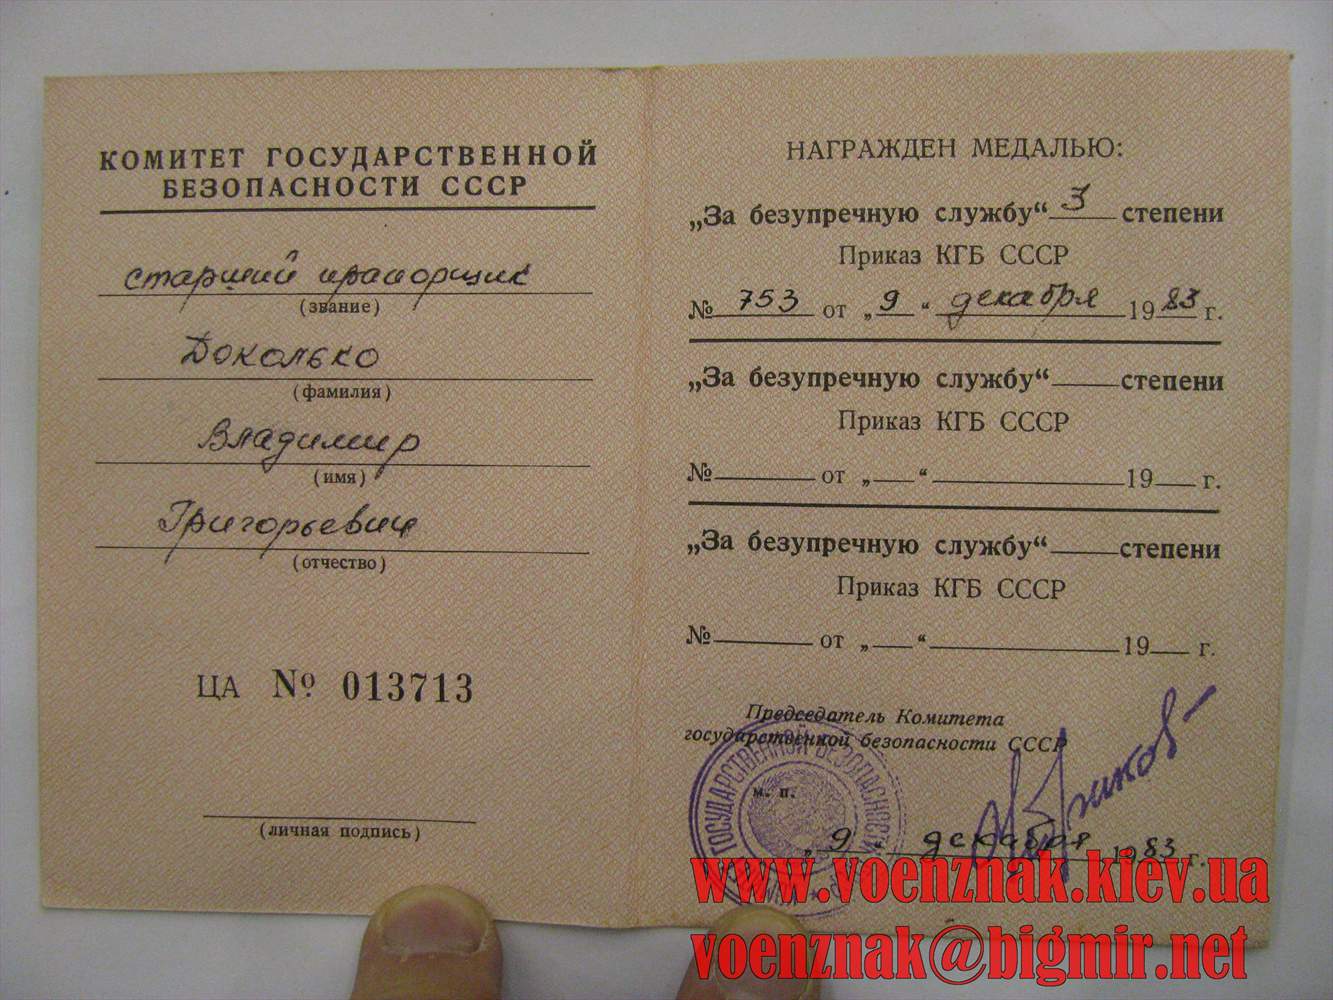 КОМИТЕТ ГОСУДАРСТВЕННОЙ
БЕЗОПАСНОСТИ СССР
старший прапорщик
(звание)
Доколько
(фамилия)
Владимир
(имя)
Григорьевич
(отчество)
ЦА № 013713
(личная подпись)
НАГРАЖДЕН МЕДАЛЬЮ:
„За безупречную службу“ 3 степени
Приказ КГБ СССР
№ 753 от „9“ декабря 1983 г.
„За безупречную службу“ степени
Приказ КГБ СССР
№ от „ “ 19 г.
„За безупречную службу“ степени
Приказ КГБ СССР
№ от „ “ 19 г.
Председатель Комитета
государственной безопасности СССР
ГОСУДАРСТВЕННОЙ БЕЗОПАСНОСТИ
м. п.
„9“ декабря 1983 г.
www.voenznak.kiev.ua
voenznak@bigmir.net